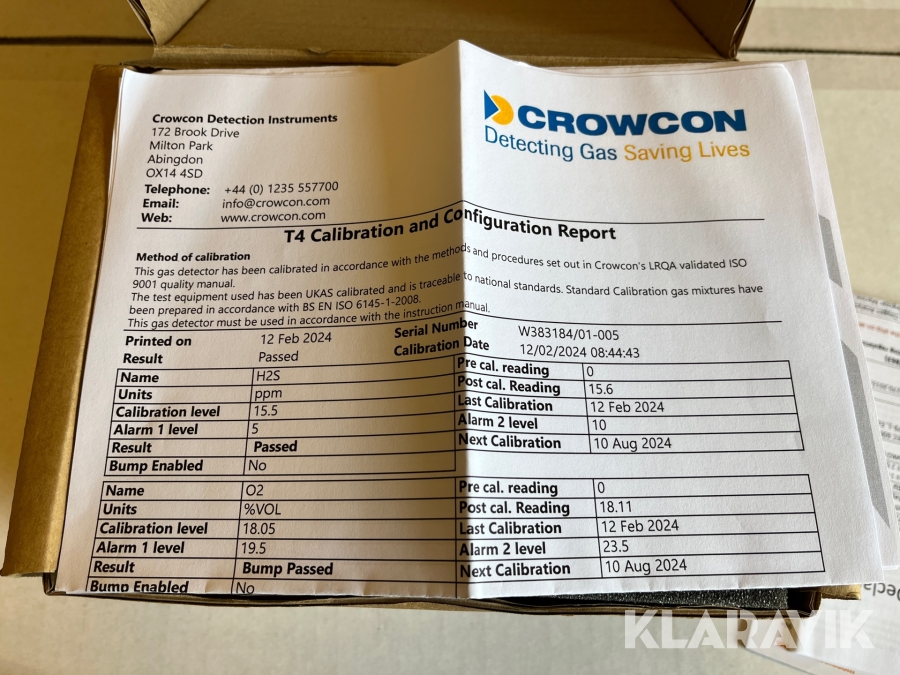 Crowcon Detection Instruments
172 Brook Drive
Milton Park
Abingdon
OX14 4SD
Telephone: +44 (0) 1235 557700
Email: info@crowcon.com
Web: www.crowcon.com
CROWCON
Detecting Gas Saving Lives
T4 Calibration and Configuration Report
Method of calibration
This gas detector has been calibrated in accordance with the methods and procedures set out in Crowcon's LRQA validated ISO
9001 quality manual.
The test equipment used has been UKAS calibrated and is traceable to national standards. Standard Calibration gas mixtures have
been prepared in accordance with BS EN ISO 6145-1-2008.
This gas detector must be used in accordance with the instruction manual.
Printed on 12 Feb 2024 Serial Number W383184/01-005
Result Passed Calibration Date 12/02/2024 08:44:43
Name H2S Pre cal. reading 0
Units ppm Post cal. Reading 15.6
Calibration level 15.5 Last Calibration 12 Feb 2024
Alarm 1 level 5 Alarm 2 level 10
Result Passed Next Calibration 10 Aug 2024
Bump Enabled No
Name O2 Pre cal. reading 0
Units %VOL Post cal. Reading 18.11
Calibration level 18.05 Last Calibration 12 Feb 2024
Alarm 1 level 19.5 Alarm 2 level 23.5
Result Bump Passed Next Calibration 10 Aug 2024
Bump Enabled No
KLARAVIK